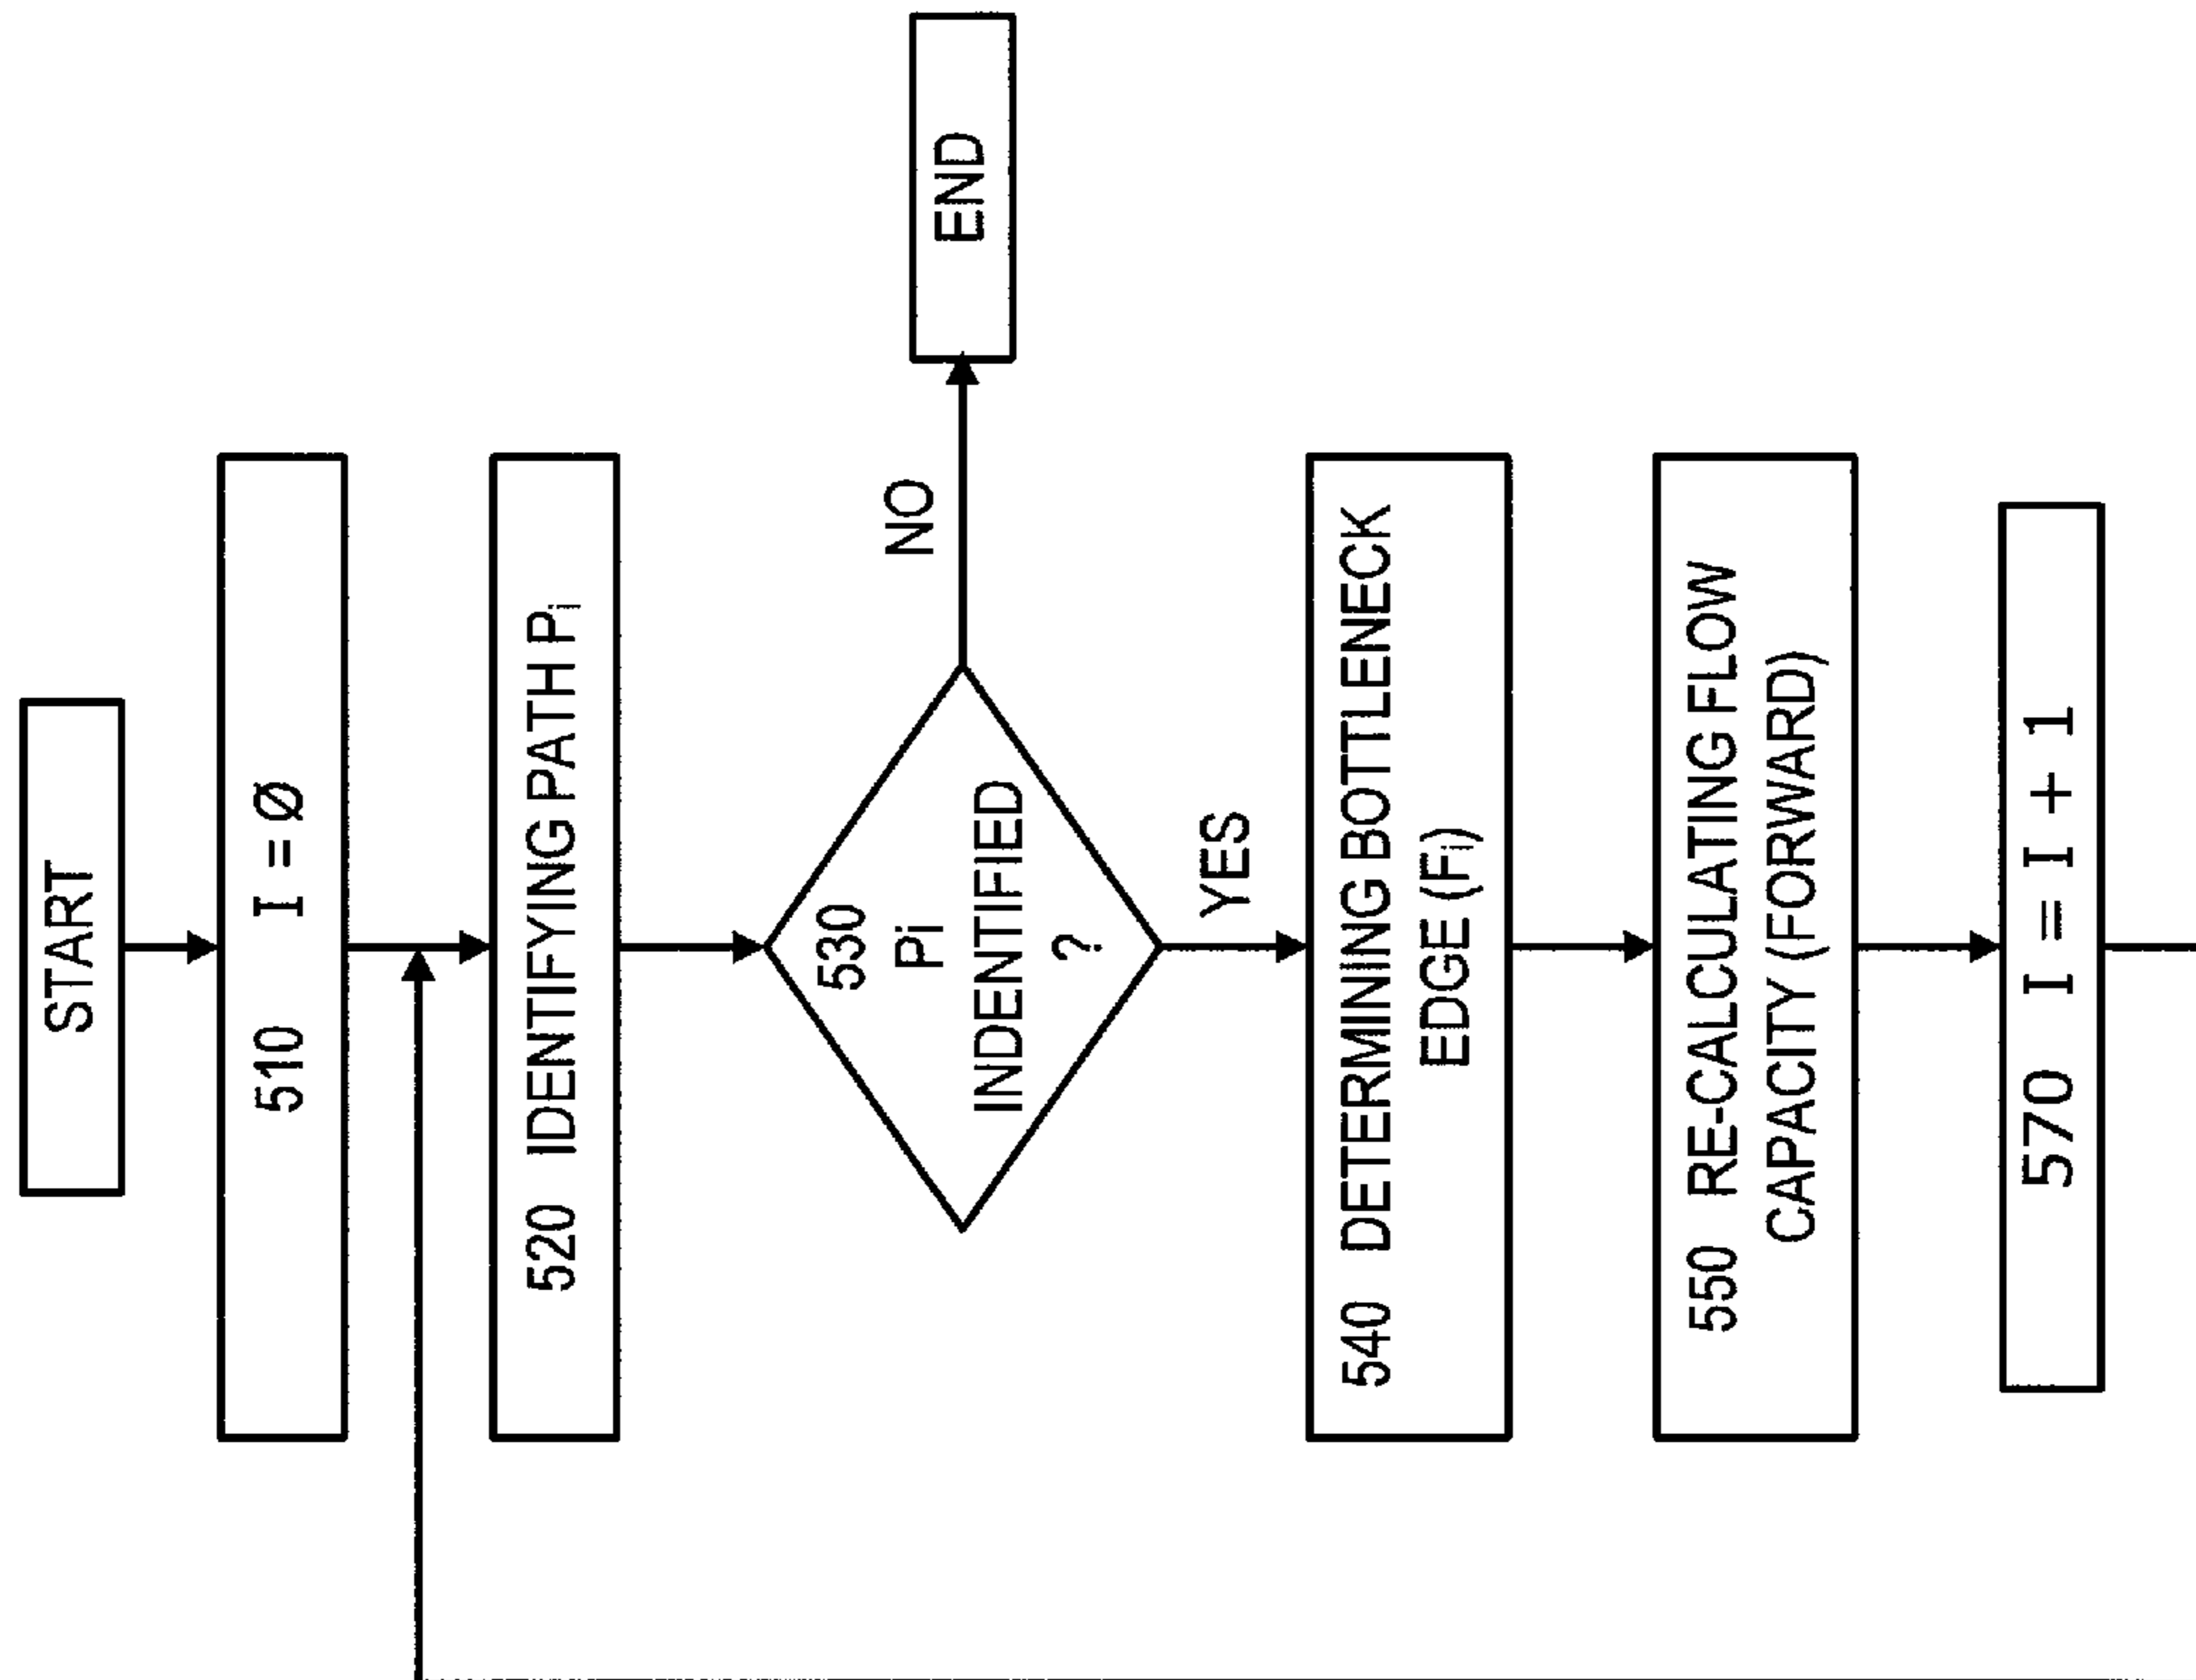 START
510 I = Ø
520 IDENTIFYING PATH Pi
530
Pi
INDENTIFIED
?
NO
END
YES
540 DETERMINING BOTTLENECK
EDGE (Fi)
550 RE-CALCULATING FLOW
CAPACITY (FORWARD)
570 I = I + 1